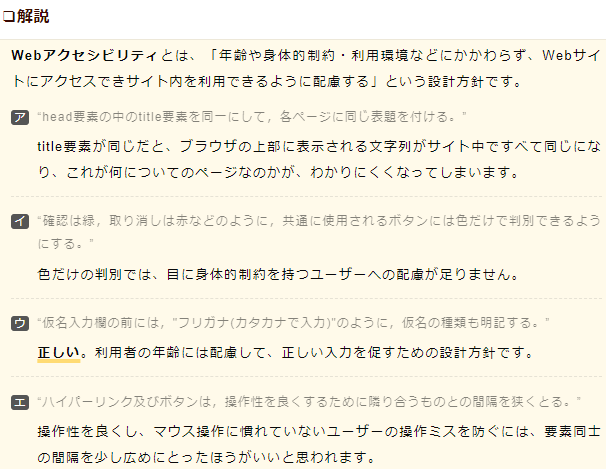 ❏解説
Webアクセシビリティとは、「年齢や身体的制約・利用環境などにかかわらず、Webサイ
トにアクセスできサイト内を利用できるように配慮する」という設計方針です。
ア “head要素の中のtitle要素を同一にして，各ページに同じ表題を付ける。”
title要素が同じだと、ブラウザの上部に表示される文字列がサイト中ですべて同じにな
り、これが何についてのページなのかが、わかりにくくなってしまいます。
イ “確認は緑，取り消しは赤などのように，共通に使用されるボタンには色だけで判別できるよう
にする。”
色だけの判別では、目に身体的制約を持つユーザーへの配慮が足りません。
ウ “仮名入力欄の前には，"フリガナ(カタカナで入力)"のように，仮名の種類も明記する。”
正しい。利用者の年齢には配慮して、正しい入力を促すための設計方針です。
エ “ハイパーリンク及びボタンは，操作性を良くするために隣り合うものとの間隔を狭くとる。”
操作性を良くし、マウス操作に慣れていないユーザーの操作ミスを防ぐには、要素同士
の間隔を少し広めにとったほうがいいと思われます。